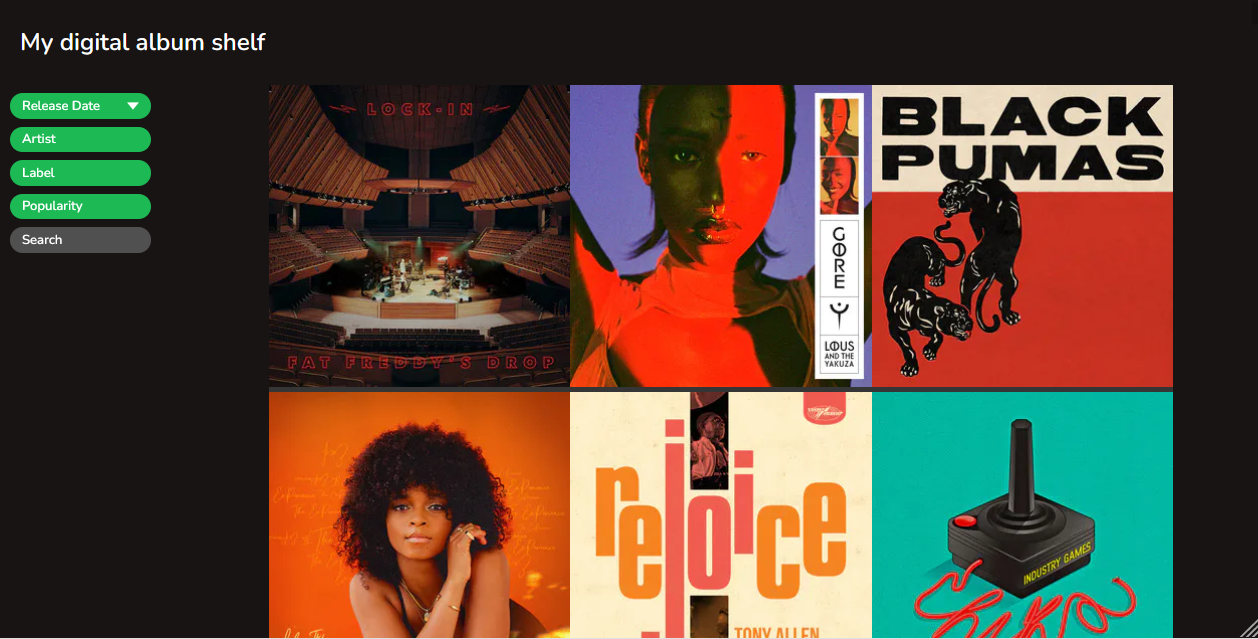 My digital album shelf
Release Date
Artist
Label
Popularity
Search
LOCK-IN
FAT FREDDY'S DROP
GORE
LOUS
AND THE
YAKUZA
BLACK
PUMAS
rejoice
TONY ALLEN
INDUSTRY GAMES